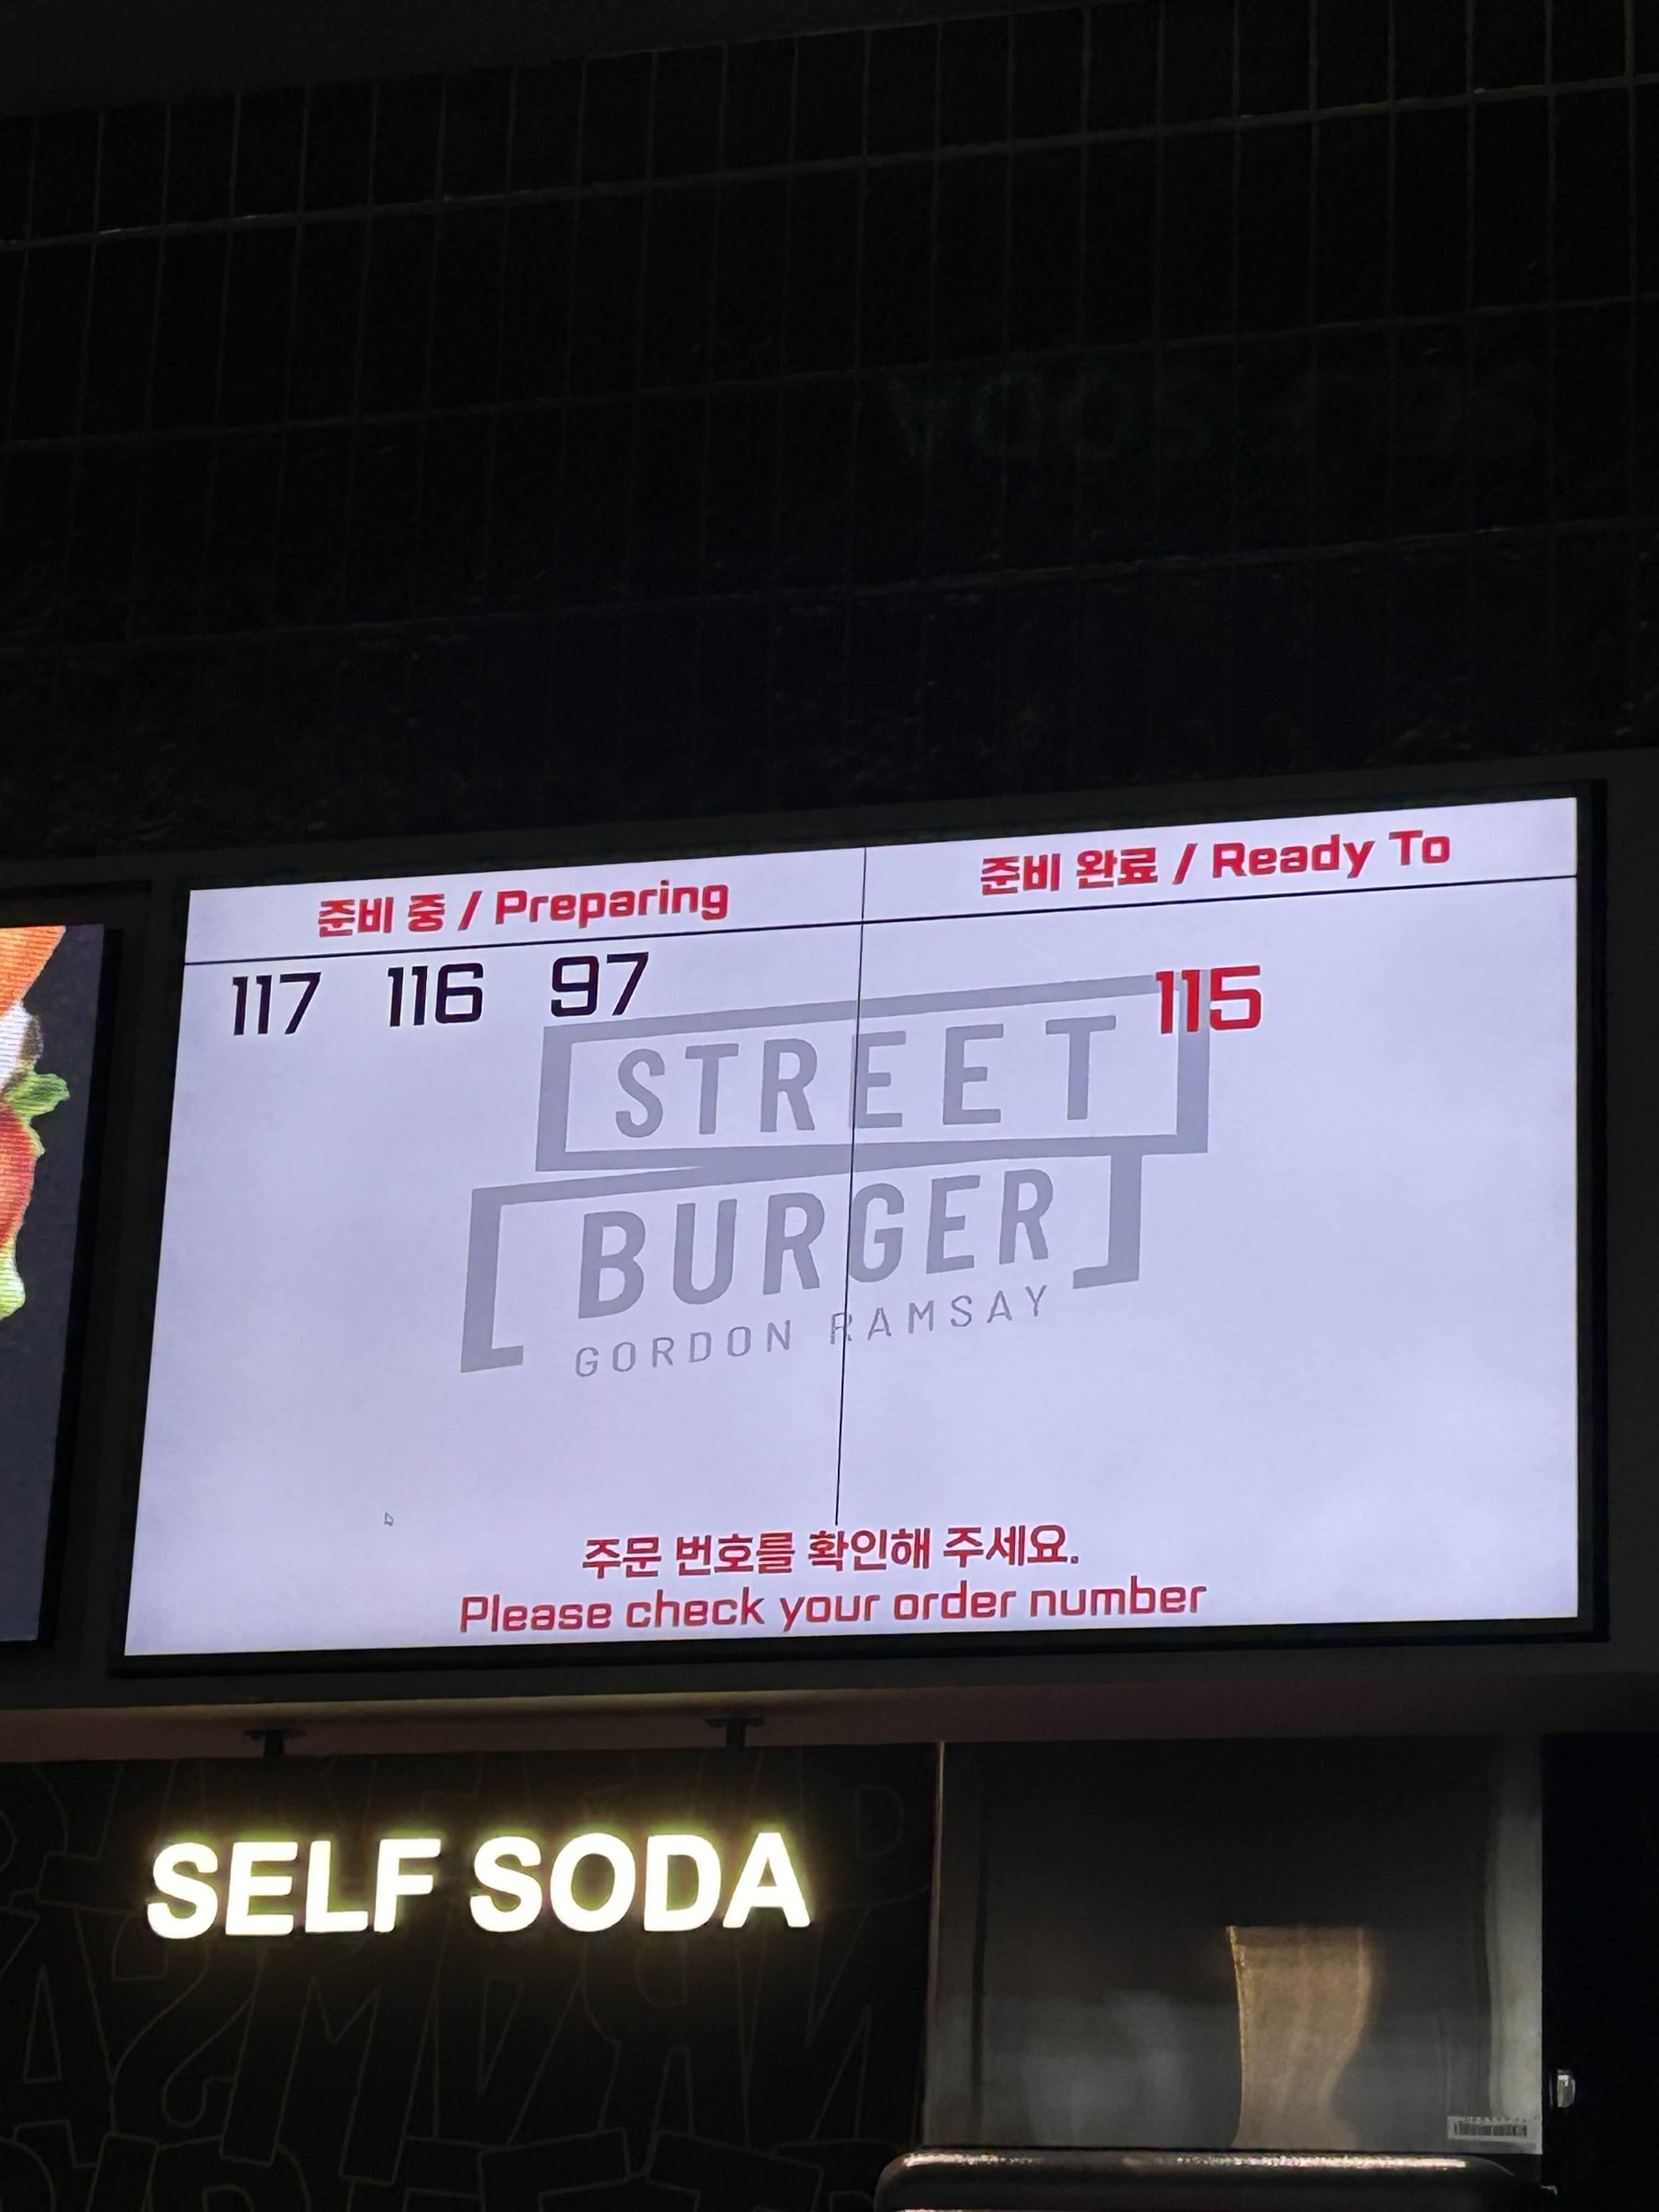 준비 중 / Preparing
준비 완료 / Ready To
117 116 97
115
STREET
BURGER
GORDON RAMSAY
주문 번호를 확인해 주세요.
Please check your order number
SELF SODA